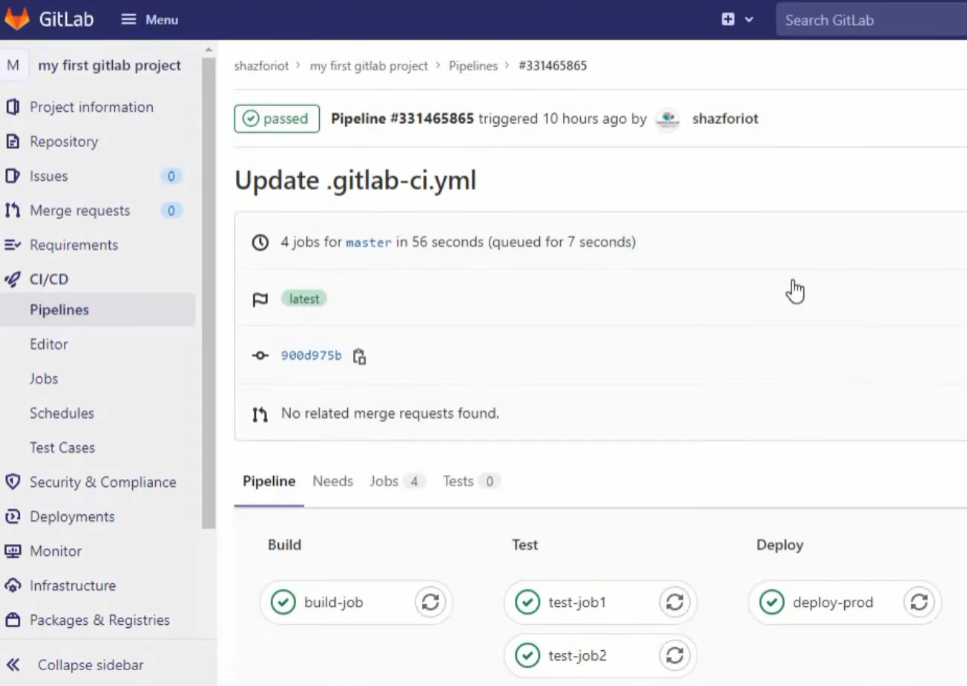 GitLab Menu Search GitLab
M my first gitlab project
Project information
Repository
Issues 0
Merge requests 0
Requirements
CI/CD
Pipelines
Editor
Jobs
Schedules
Test Cases
Security & Compliance
Deployments
Monitor
Infrastructure
Packages & Registries
Collapse sidebar
shazforiot > my first gitlab project > Pipelines > #331465865
passed Pipeline #331465865 triggered 10 hours ago by shazforiot
Update .gitlab-ci.yml
4 jobs for master in 56 seconds (queued for 7 seconds)
latest
900d975b
No related merge requests found.
Pipeline Needs Jobs 4 Tests 0
Build Test Deploy
build-job test-job1 deploy-prod
test-job2